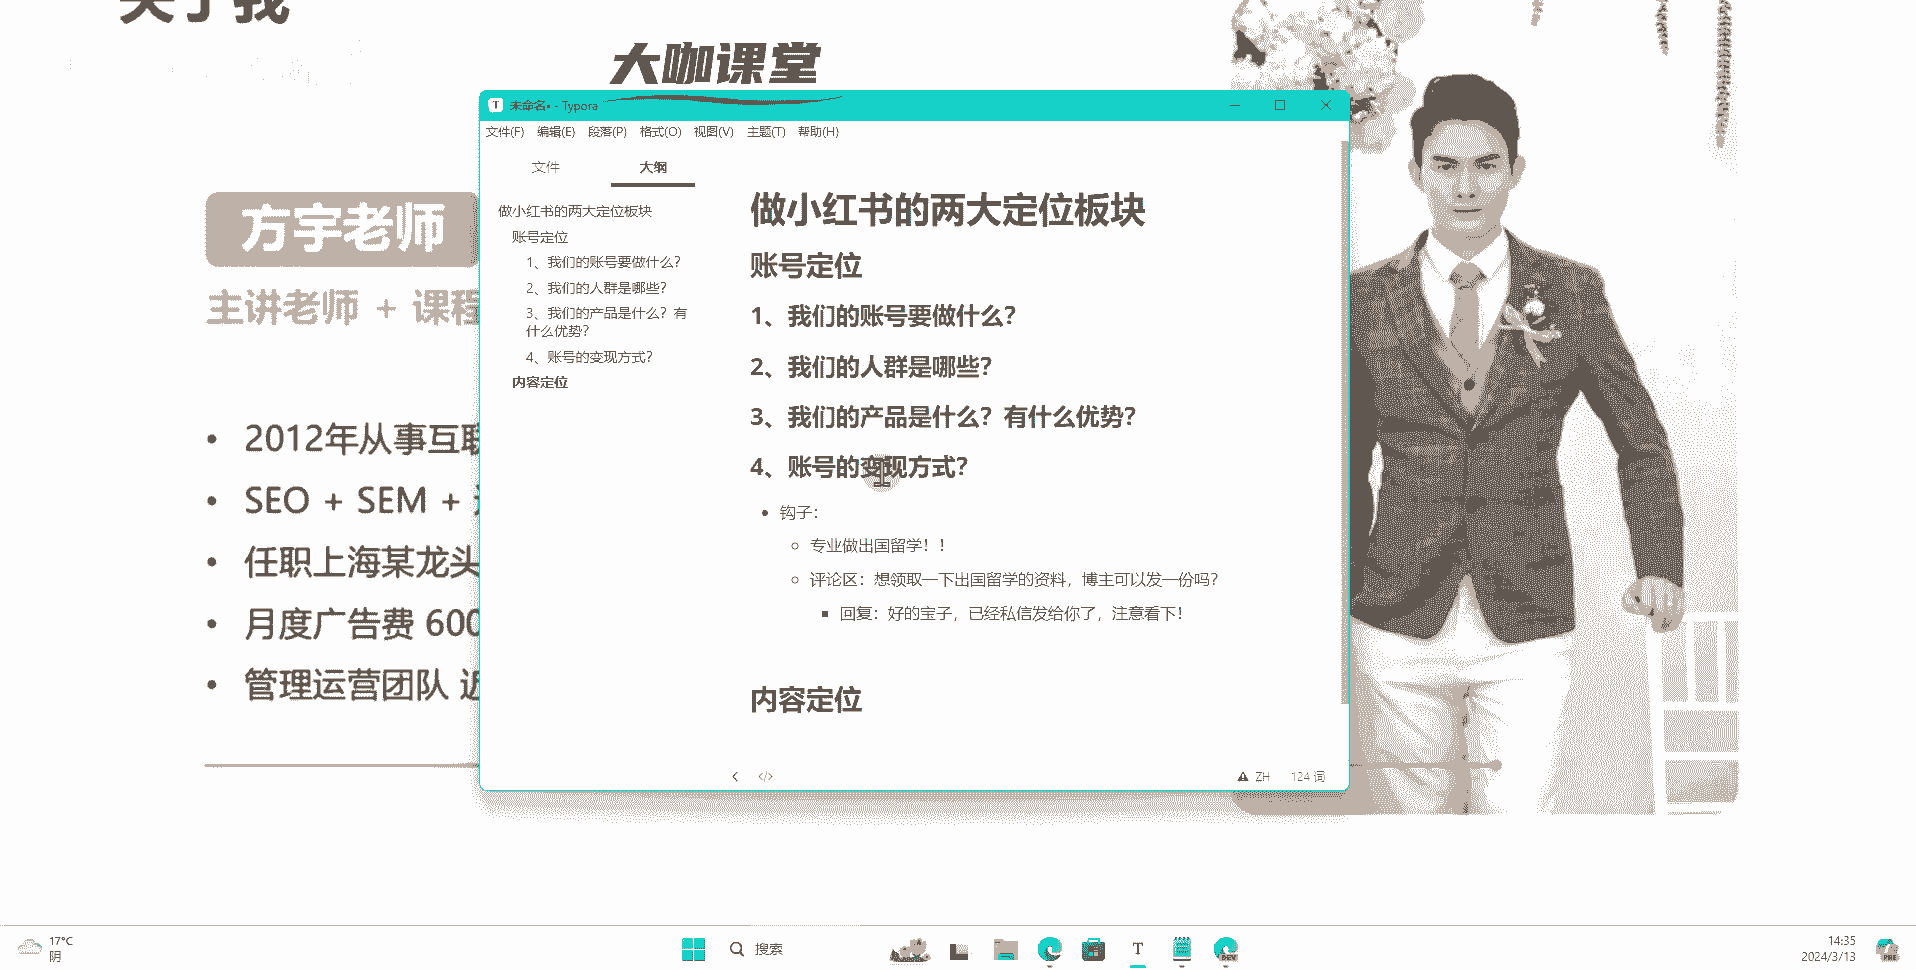 关于我
大咖课堂
未命名• - Typora
文件(F) 编辑(E) 段落(P) 格式(O) 视图(V) 主题(T) 帮助(H)
文件 大纲
做小红书的两大定位板块
账号定位
1、我们的账号要做什么?
2、我们的人群是哪些?
3、我们的产品是什么? 有
什么优势?
4、账号的变现方式?
内容定位
做小红书的两大定位板块
账号定位
1、我们的账号要做什么?
2、我们的人群是哪些?
3、我们的产品是什么? 有什么优势?
4、账号的变现方式?
• 钩子:
专业做出国留学! !
评论区: 想领取一下出国留学的资料, 博主可以发一份吗?
回复: 好的宝子, 已经私信发给你了, 注意看下!
内容定位
ZH 124 词
方宇老师
主讲老师 + 课程
• 2012年从事互联
• SEO + SEM +
• 任职上海某龙头
• 月度广告费 600
• 管理运营团队 近
17°C
阴
搜索
T
DEV
14:35
2024/3/13
PRE